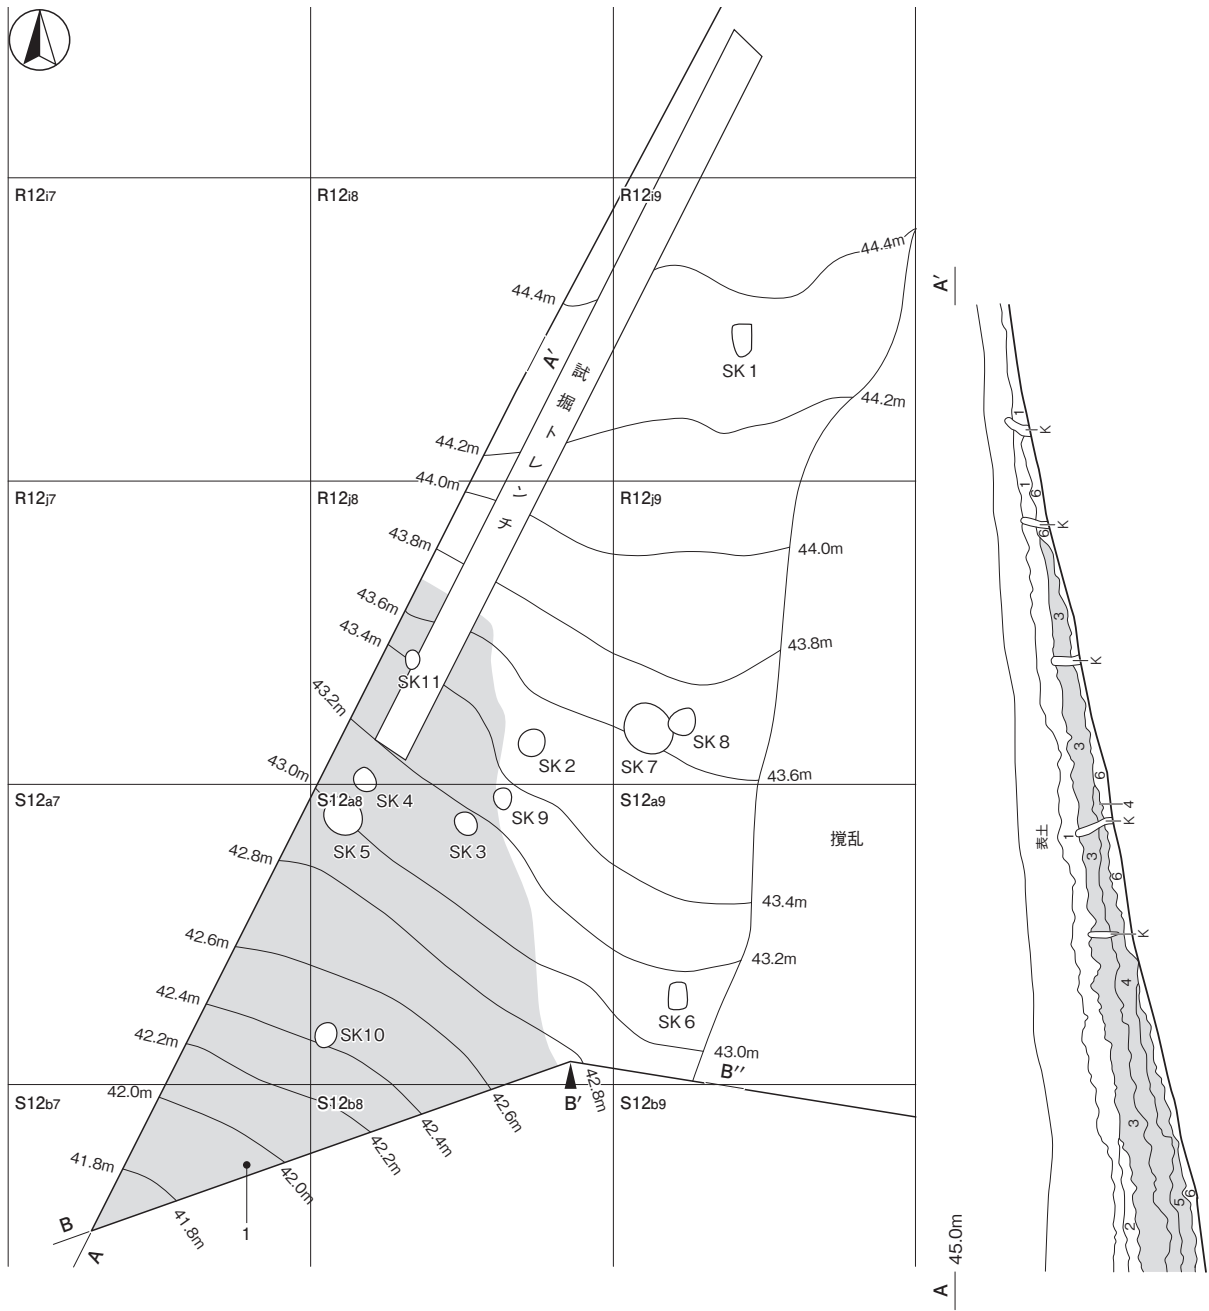 R12i7
R12i8
R12i9
44.4m
44.4m
A′
試掘トレンチ
SK 1
44.2m
44.2m
44.0m
R12j7
R12j8
R12j9
43.8m
44.0m
43.6m
43.4m
43.8m
SK11
43.2m
SK 2
SK 7
SK 8
43.0m
43.6m
S12a7
S12a8
S12a9
SK 4
SK 9
SK 5
SK 3
撹乱
42.8m
43.4m
42.6m
43.2m
42.4m
SK 6
SK10
42.2m
43.0m
B″
42.0m
S12b7
S12b8
B′
42.8m
S12b9
42.6m
42.4m
42.2m
41.8m
42.0m
B
A
41.8m
1
A′
1
K
1
6
K
6
3
K
3
6
4
K
1
表土
3
6
K
4
3
5
6
2
A
45.0m